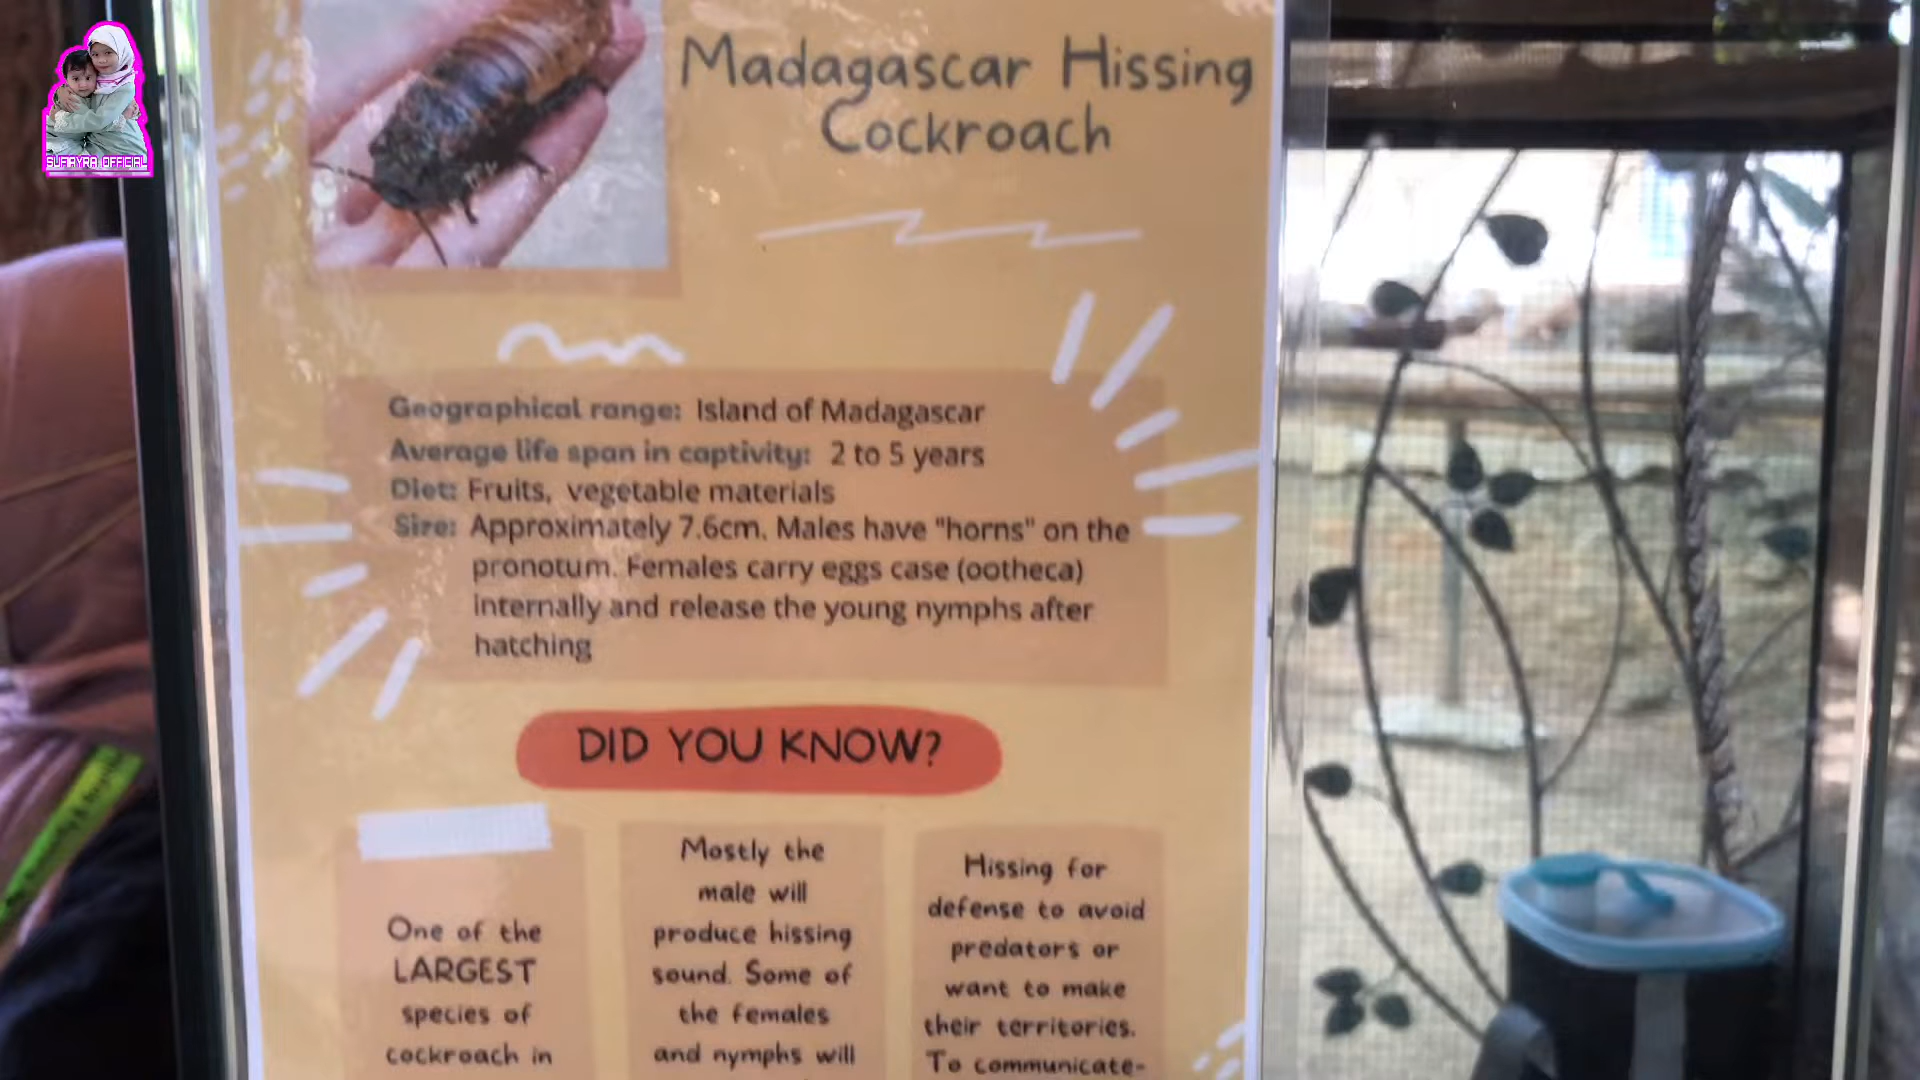 SUFIAYRA OFFICIAL
Madagascar Hissing
Cockroach
Geographical range: Island of Madagascar
Average life span in captivity: 2 to 5 years
Diet: Fruits, vegetable materials
Size: Approximately 7.6cm. Males have "horns" on the
pronotum. Females carry eggs case (ootheca)
internally and release the young nymphs after
hatching
DID YOU KNOW?
One of the
LARGEST
species of
cockroach in
Mostly the
male will
produce hissing
sound. Some of
the females
and nymphs will
Hissing for
defense to avoid
predators or
want to make
their territories.
To communicate-